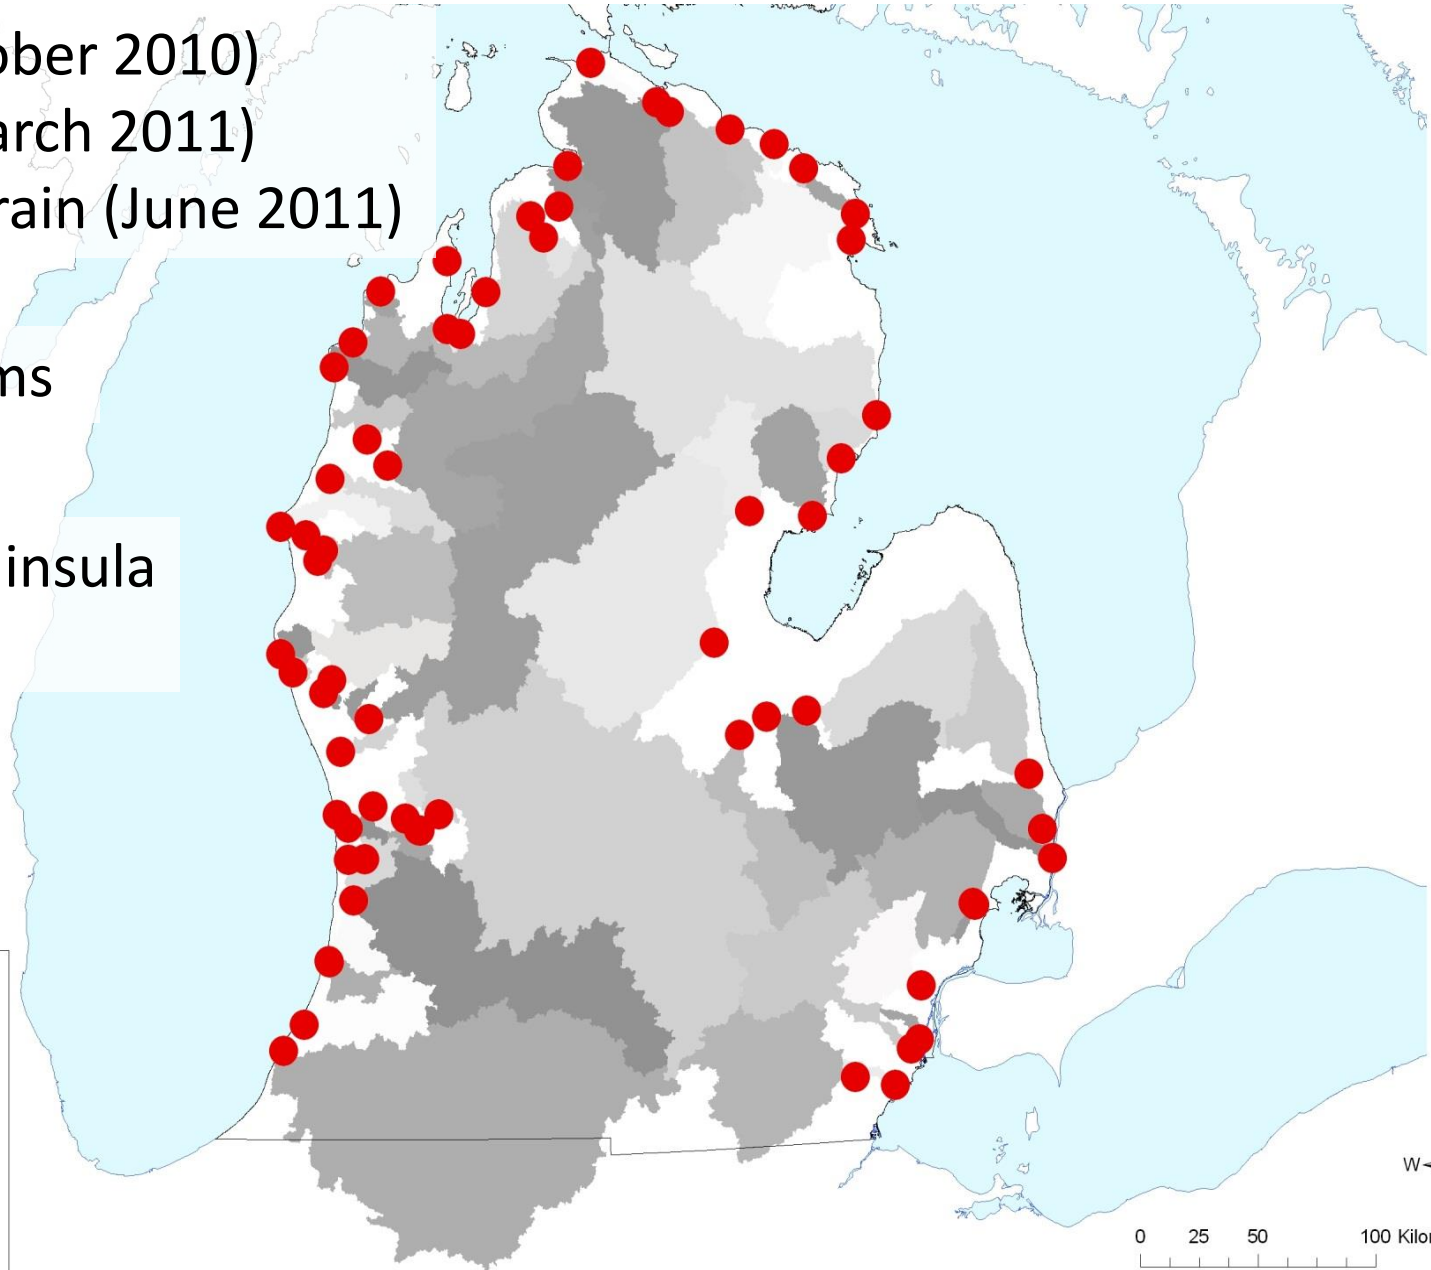 ober 2010)
arch 2011)
rain (June 2011)
ms
insula
W
0 25 50 100 Kilo